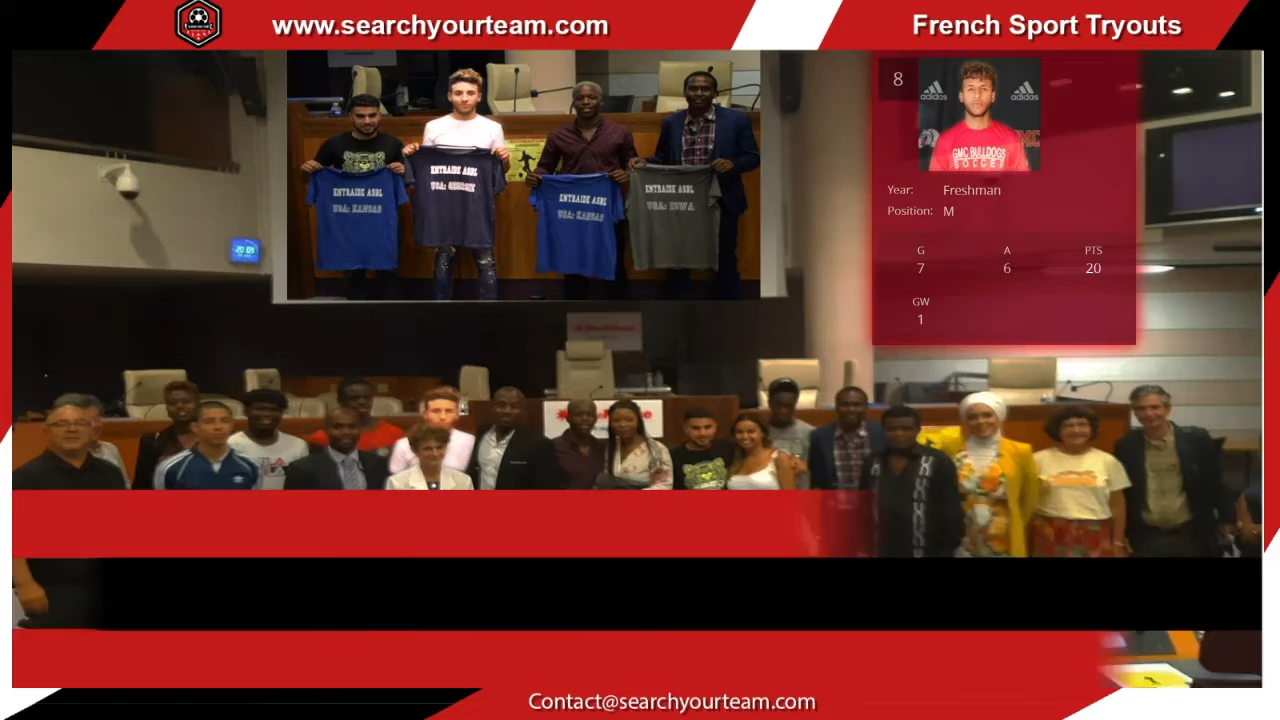 www.searchyourteam.com
French Sport Tryouts
8
adidas
adidas
GMC BULLDOGS
SOCCER
Year: Freshman
Position: M
G A PTS
7 6 20
GW
1
ENTRAIDE ASBL
USA: KANSAS
ENTRAIDE ASBL
USA: GEORGIE
ENTRAIDE ASBL
USA: KANSAS
ENTRAIDE ASBL
USA: IOWA
Contact@searchyourteam.com